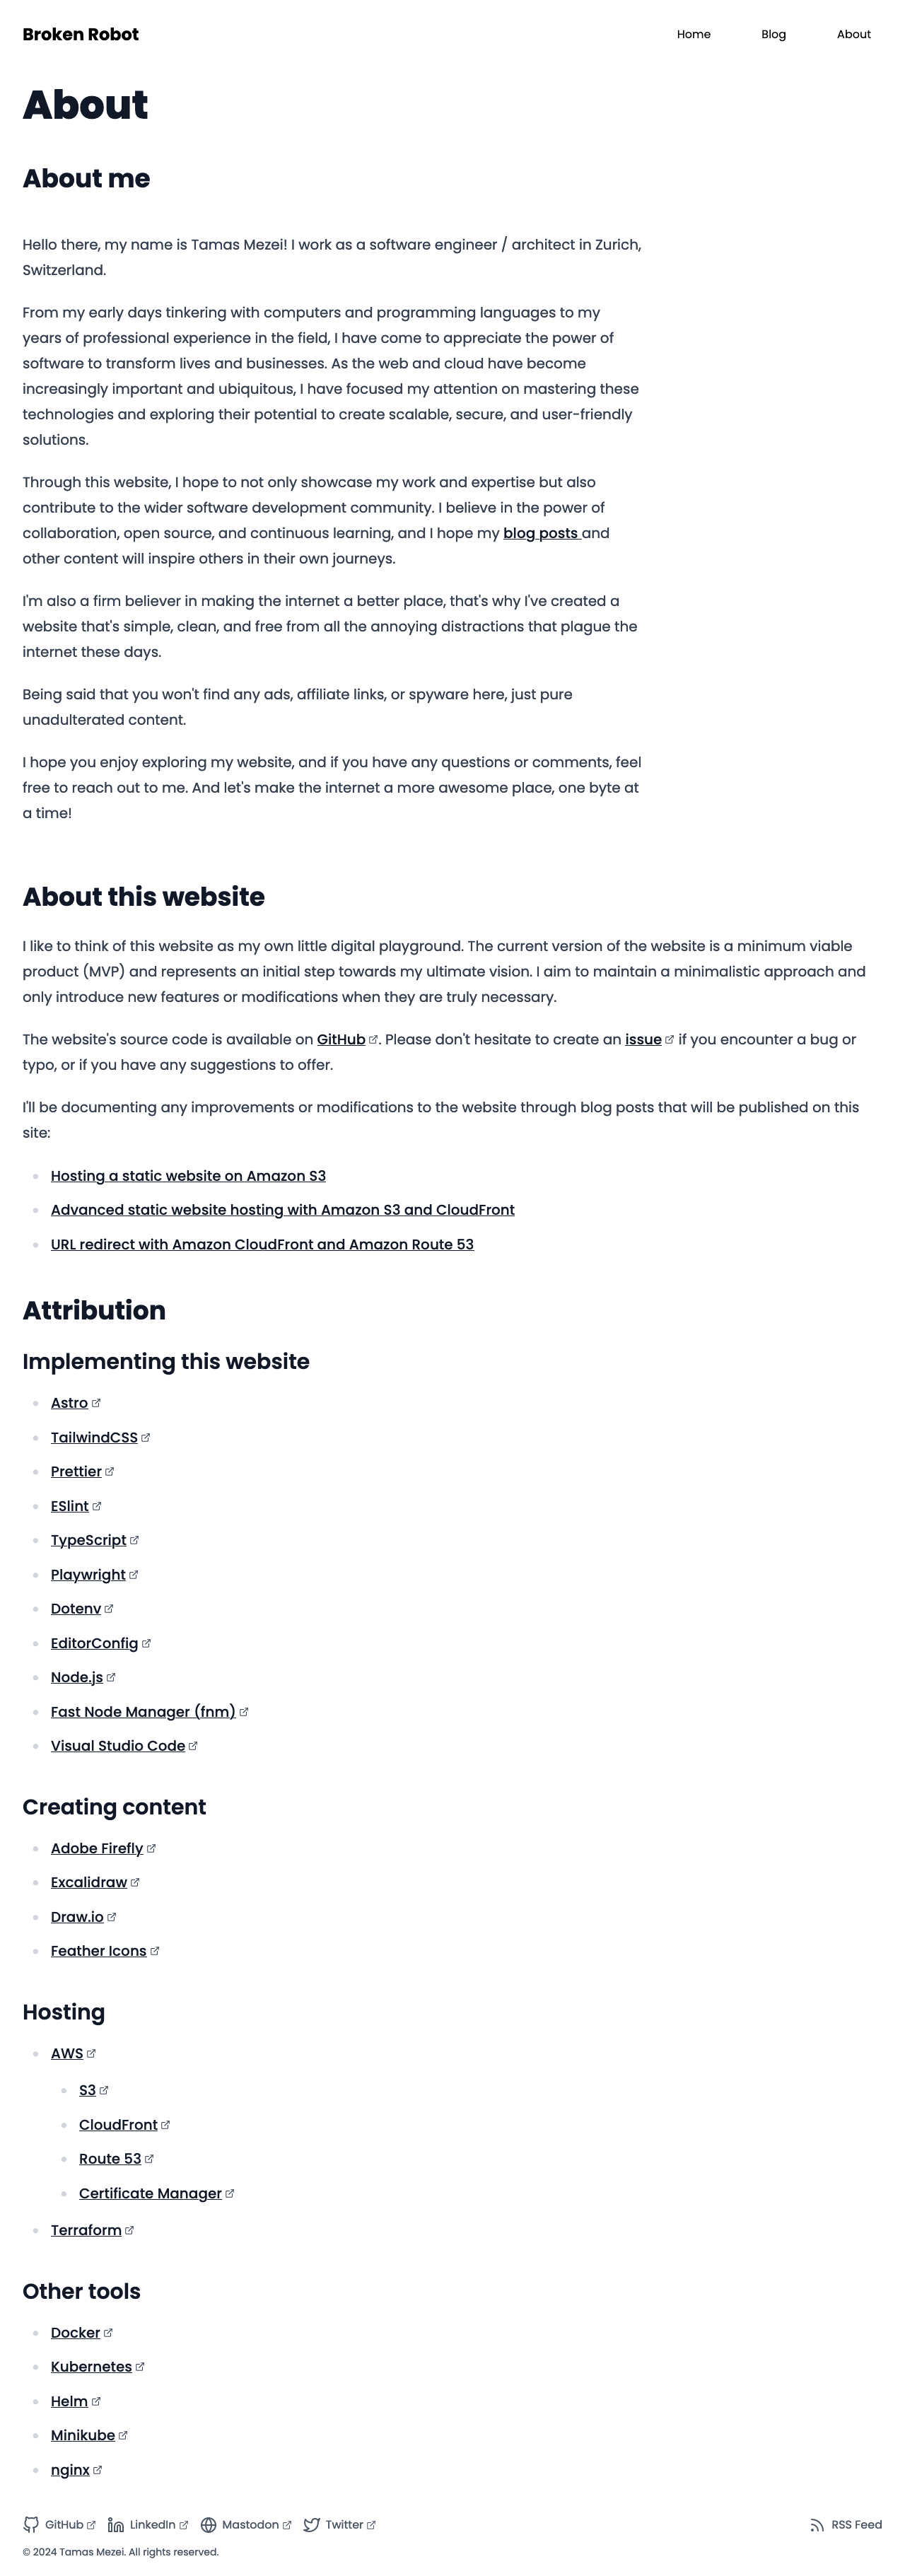 Broken Robot
Home Blog About
About
About me
Hello there, my name is Tamas Mezei! I work as a software engineer / architect in Zurich,
Switzerland.
From my early days tinkering with computers and programming languages to my
years of professional experience in the field, I have come to appreciate the power of
software to transform lives and businesses. As the web and cloud have become
increasingly important and ubiquitous, I have focused my attention on mastering these
technologies and exploring their potential to create scalable, secure, and user-friendly
solutions.
Through this website, I hope to not only showcase my work and expertise but also
contribute to the wider software development community. I believe in the power of
collaboration, open source, and continuous learning, and I hope my blog posts and
other content will inspire others in their own journeys.
I'm also a firm believer in making the internet a better place, that's why I've created a
website that's simple, clean, and free from all the annoying distractions that plague the
internet these days.
Being said that you won't find any ads, affiliate links, or spyware here, just pure
unadulterated content.
I hope you enjoy exploring my website, and if you have any questions or comments, feel
free to reach out to me. And let's make the internet a more awesome place, one byte at
a time!
About this website
I like to think of this website as my own little digital playground. The current version of the website is a minimum viable
product (MVP) and represents an initial step towards my ultimate vision. I aim to maintain a minimalistic approach and
only introduce new features or modifications when they are truly necessary.
The website's source code is available on GitHub. Please don't hesitate to create an issue if you encounter a bug or
typo, or if you have any suggestions to offer.
I'll be documenting any improvements or modifications to the website through blog posts that will be published on this
site:
Hosting a static website on Amazon S3
Advanced static website hosting with Amazon S3 and CloudFront
URL redirect with Amazon CloudFront and Amazon Route 53
Attribution
Implementing this website
Astro
TailwindCSS
Prettier
ESlint
TypeScript
Playwright
Dotenv
EditorConfig
Node.js
Fast Node Manager (fnm)
Visual Studio Code
Creating content
Adobe Firefly
Excalidraw
Draw.io
Feather Icons
Hosting
AWS
S3
CloudFront
Route 53
Certificate Manager
Terraform
Other tools
Docker
Kubernetes
Helm
Minikube
nginx
GitHub LinkedIn Mastodon Twitter RSS Feed
© 2024 Tamas Mezei. All rights reserved.